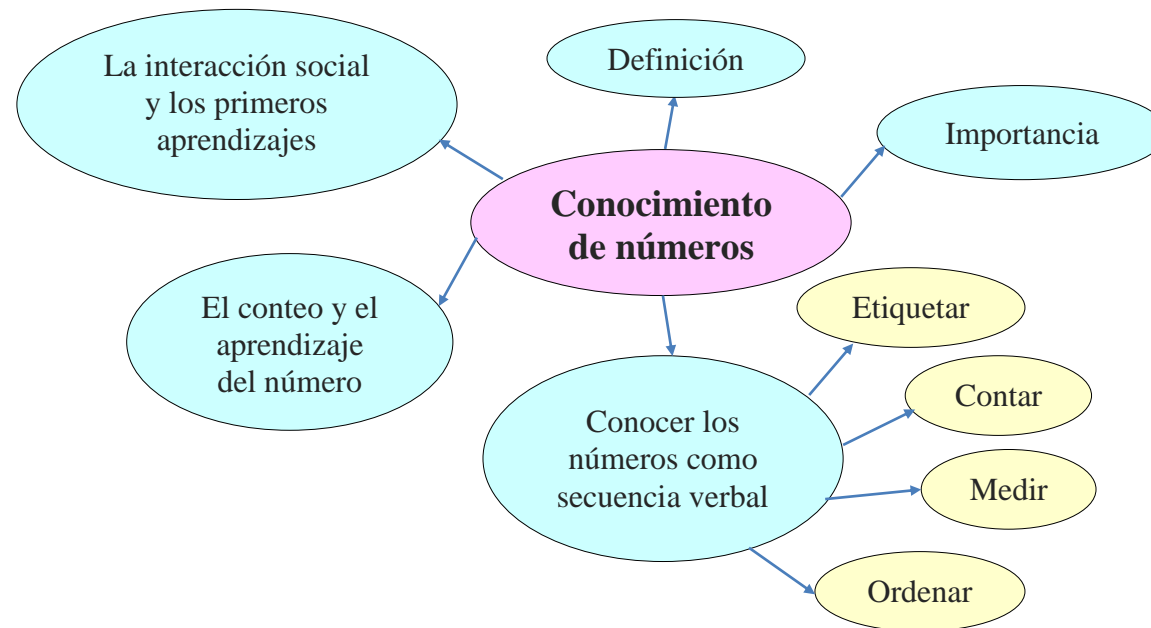 La interacción social
y los primeros
aprendizajes
Definición
Importancia
Conocimiento
de números
El conteo y el
aprendizaje
del número
Etiquetar
Contar
Conocer los
números como
secuencia verbal
Medir
Ordenar